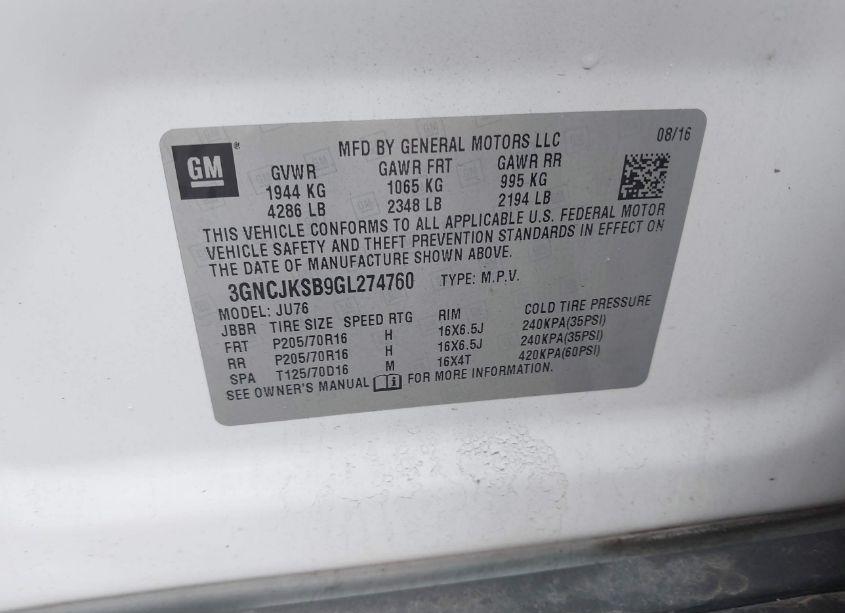 GM
MFD BY GENERAL MOTORS LLC 08/16
GVWR GAWR FRT GAWR RR
1944 KG 1065 KG 995 KG
4286 LB 2348 LB 2194 LB
THIS VEHICLE CONFORMS TO ALL APPLICABLE U.S. FEDERAL MOTOR
VEHICLE SAFETY AND THEFT PREVENTION STANDARDS IN EFFECT ON
THE DATE OF MANUFACTURE SHOWN ABOVE.
3GNCJKSB9GL274760 TYPE: M.P.V.
MODEL: JU76
JBBR TIRE SIZE SPEED RTG RIM COLD TIRE PRESSURE
FRT P205/70R16 H 16X6.5J 240KPA(35PSI)
RR P205/70R16 H 16X6.5J 240KPA(35PSI)
SPA T125/70D16 M 16X4T 420KPA(60PSI)
SEE OWNER'S MANUAL FOR MORE INFORMATION.